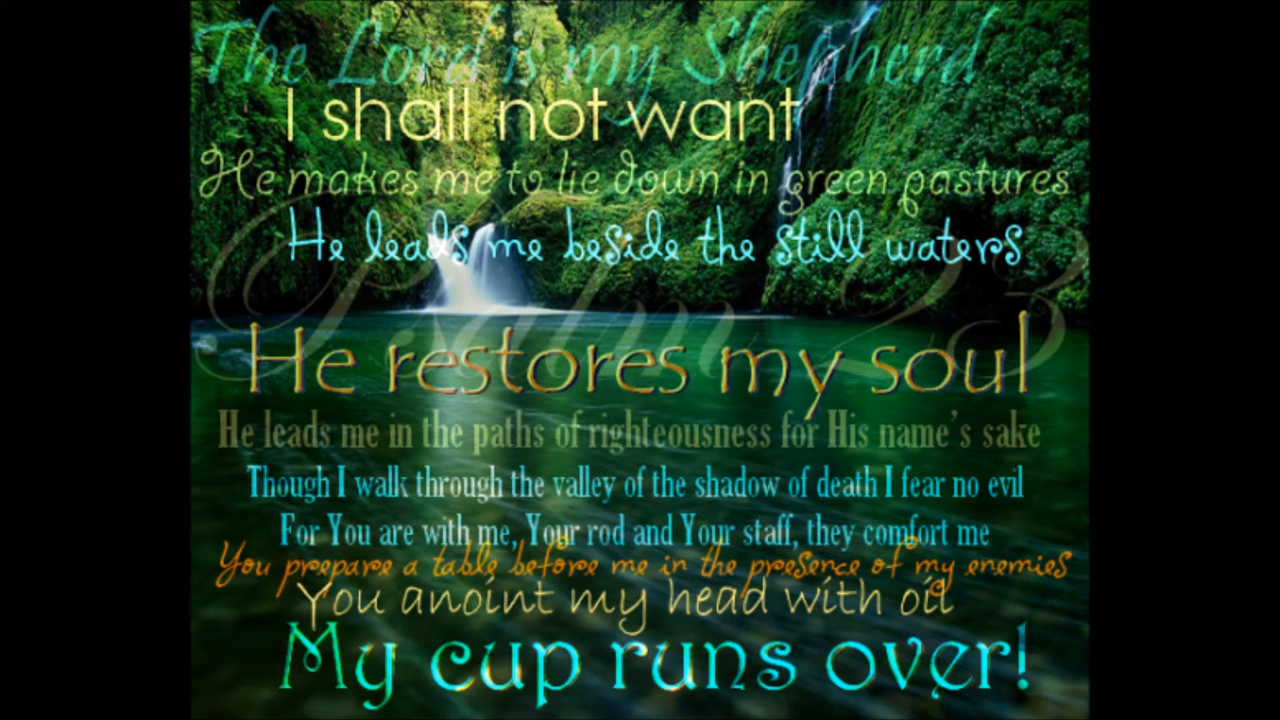 The Lord is my Shepherd
I shall not want
He makes me to lie down in green pastures
He leads me beside the still waters
Psalm 23
He restores my soul
He leads me in the paths of righteousness for His name's sake
Though I walk through the valley of the shadow of death I fear no evil
For You are with me, Your rod and Your staff, they comfort me
You prepare a table before me in the presence of my enemies
You anoint my head with oil
My cup runs over!